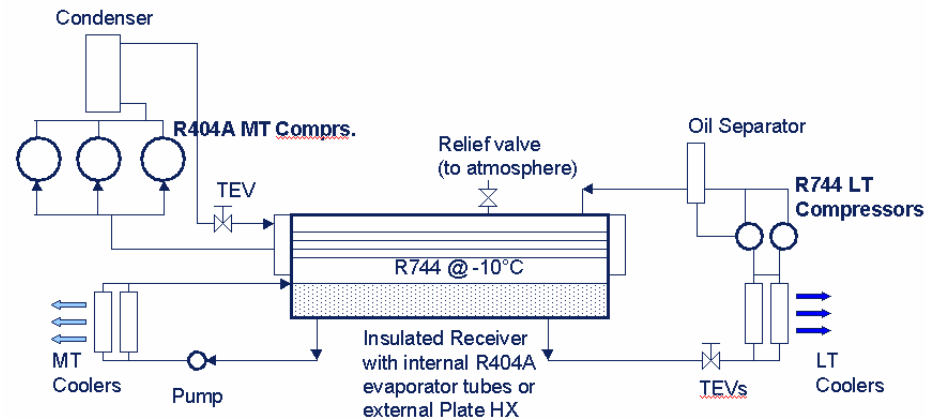 Condenser
R404A MT Comprs.
Relief valve
(to atmosphere)
Oil Separator
TEV
R744 LT
Compressors
R744 @ -10°C
MT
Coolers
Pump
Insulated Receiver
with internal R404A
evaporator tubes or
external Plate HX
TEVs
LT
Coolers